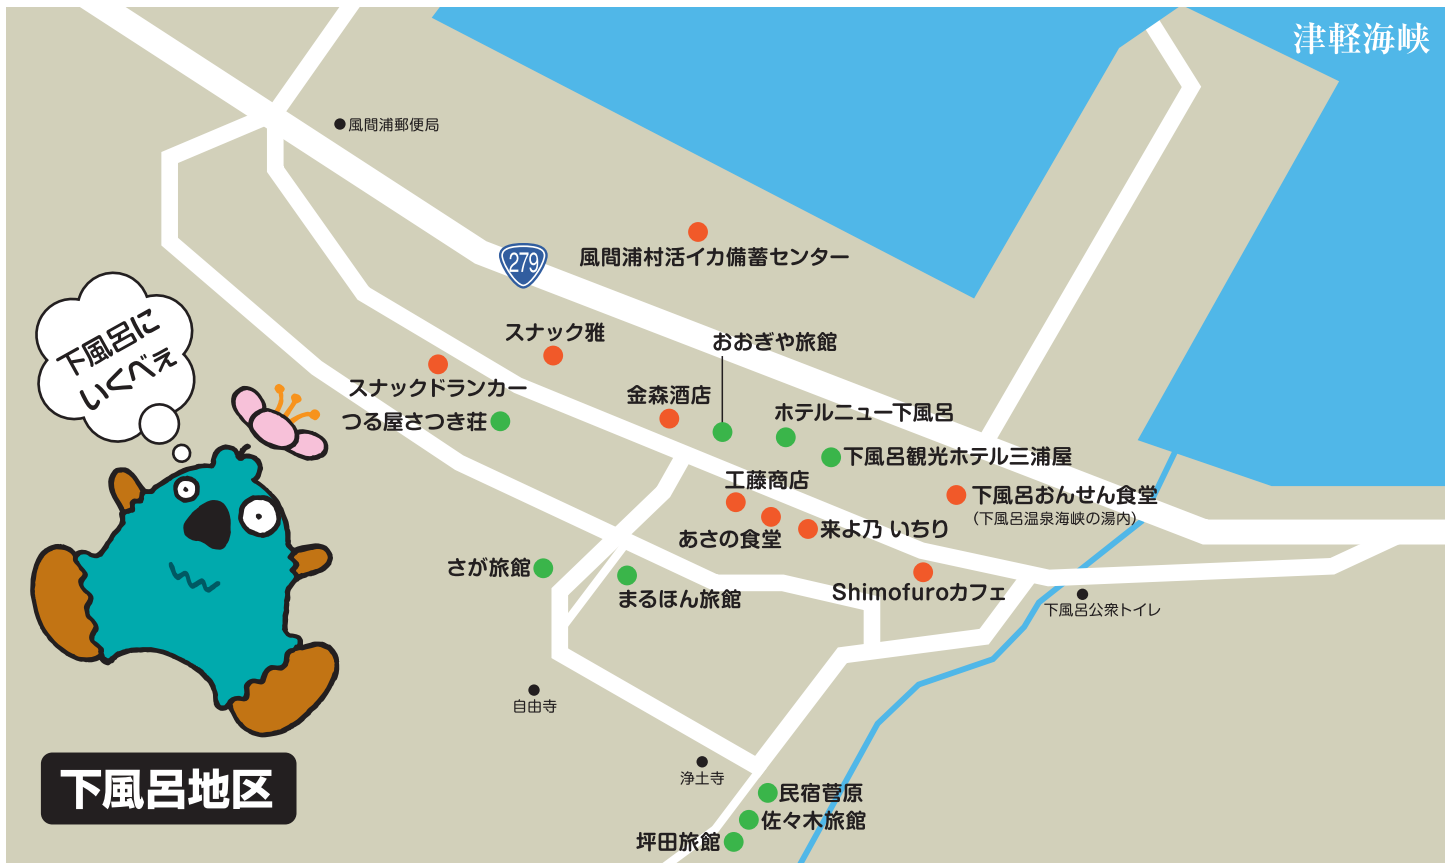 津軽海峡
風間浦郵便局
279
風間浦村活イカ備蓄センター
下風呂に
いくべぇ
スナック雅
おおぎや旅館
スナックドランカー
金森酒店
つる屋さつき荘
ホテルニュー下風呂
下風呂観光ホテル三浦屋
工藤商店
下風呂おんせん食堂
(下風呂温泉海峡の湯内)
あさの食堂
来よ乃 いちり
さが旅館
まるほん旅館
Shimofuroカフェ
下風呂公衆トイレ
自由寺
浄土寺
下風呂地区
民宿菅原
佐々木旅館
坪田旅館